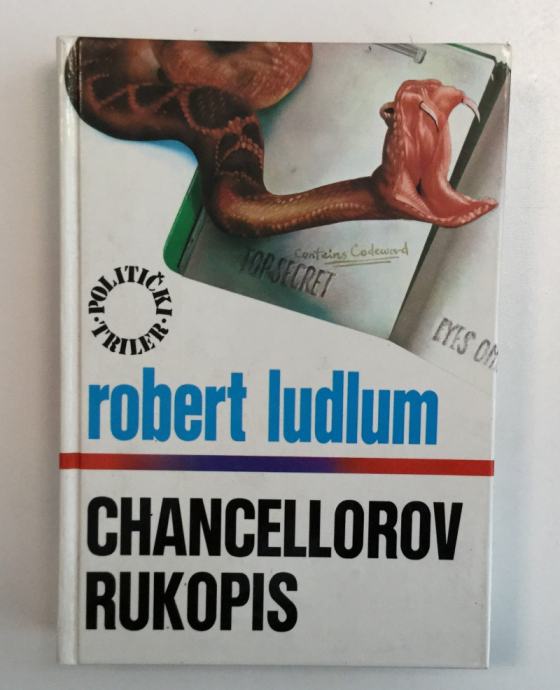 Contains Codeword
TOP SECRET
EYES ON
·POLITIČKI·
TRILER
robert ludlum
CHANCELLOROV
RUKOPIS